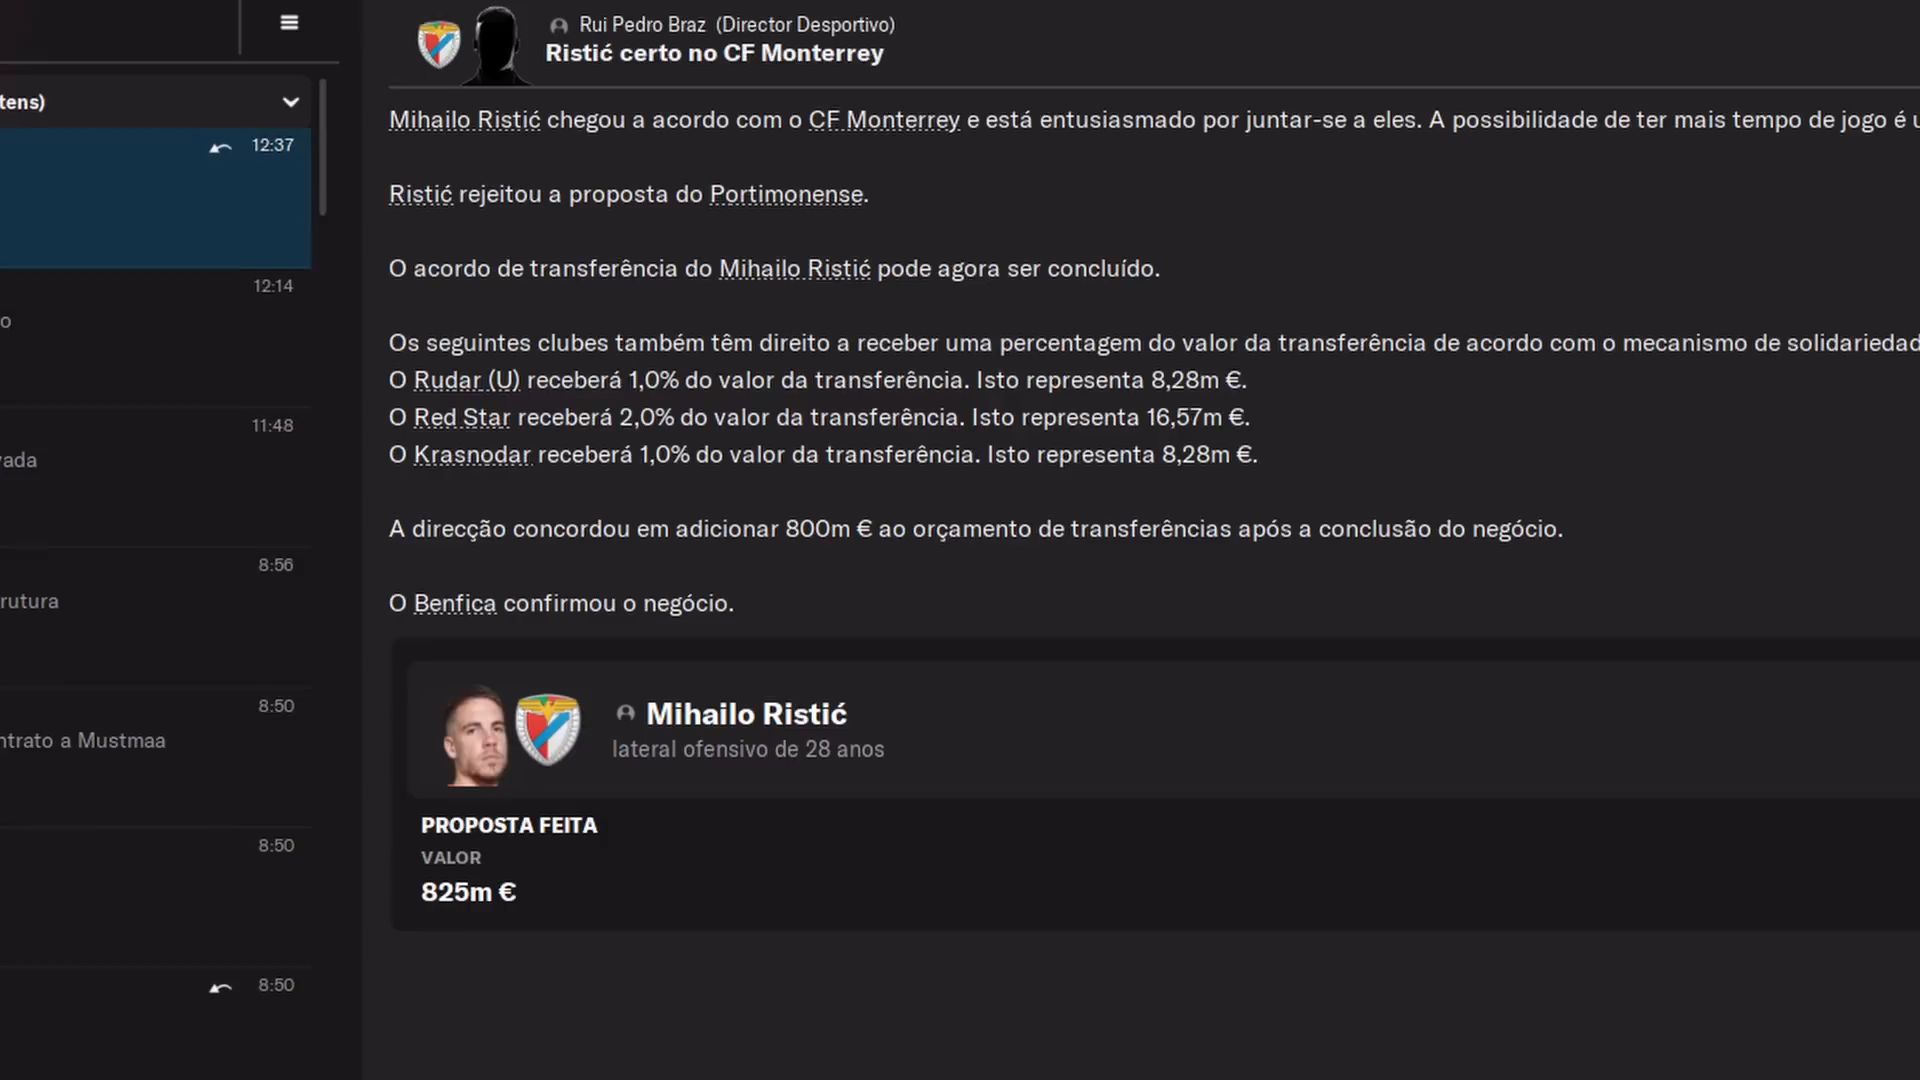 Rui Pedro Braz (Director Desportivo)
Ristić certo no CF Monterrey
tens)
12:37
12:14
o
11:48
vada
8:56
rutura
8:50
ntrato a Mustmaa
8:50
8:50
Mihailo Ristić chegou a acordo com o CF Monterrey e está entusiasmado por juntar-se a eles. A possibilidade de ter mais tempo de jogo é u
Ristić rejeitou a proposta do Portimonense.
O acordo de transferência do Mihailo Ristić pode agora ser concluído.
Os seguintes clubes também têm direito a receber uma percentagem do valor da transferência de acordo com o mecanismo de solidariedad
O Rudar (U) receberá 1,0% do valor da transferência. Isto representa 8,28m €.
O Red Star receberá 2,0% do valor da transferência. Isto representa 16,57m €.
O Krasnodar receberá 1,0% do valor da transferência. Isto representa 8,28m €.
A direcção concordou em adicionar 800m € ao orçamento de transferências após a conclusão do negócio.
O Benfica confirmou o negócio.
Mihailo Ristić
lateral ofensivo de 28 anos
PROPOSTA FEITA
VALOR
825m €